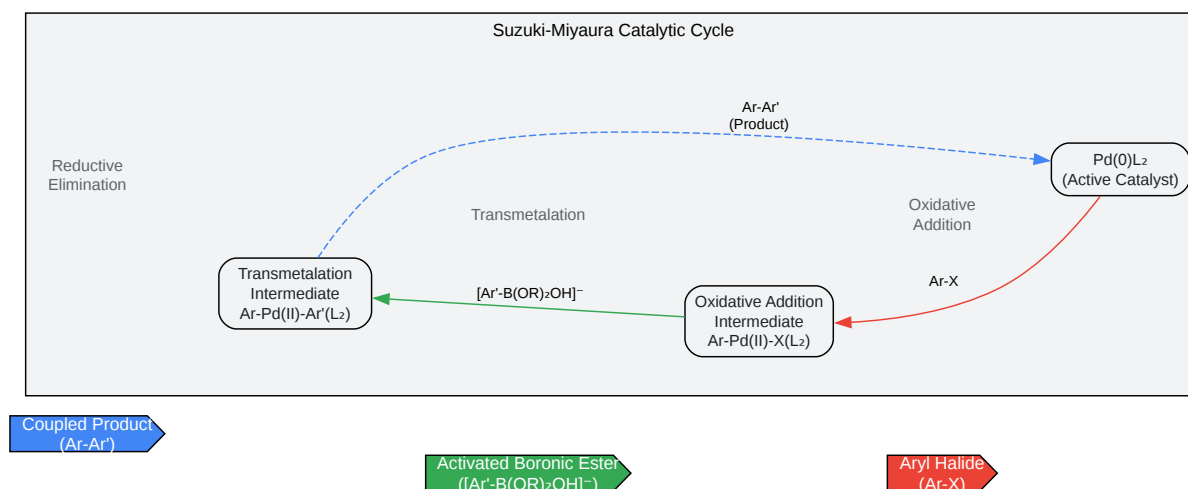 Suzuki-Miyaura Catalytic Cycle
Ar-Ar'
(Product)
Reductive
Elimination
Pd(0)L₂
(Active Catalyst)
Transmetalation
Oxidative
Addition
Transmetalation
Intermediate
Ar-Pd(II)-Ar'(L₂)
[Ar'-B(OR)₂OH]⁻
Ar-X
Oxidative Addition
Intermediate
Ar-Pd(II)-X(L₂)
Coupled Product
(Ar-Ar')
Activated Boronic Ester
([Ar'-B(OR)₂OH]⁻)
Aryl Halide
(Ar-X)